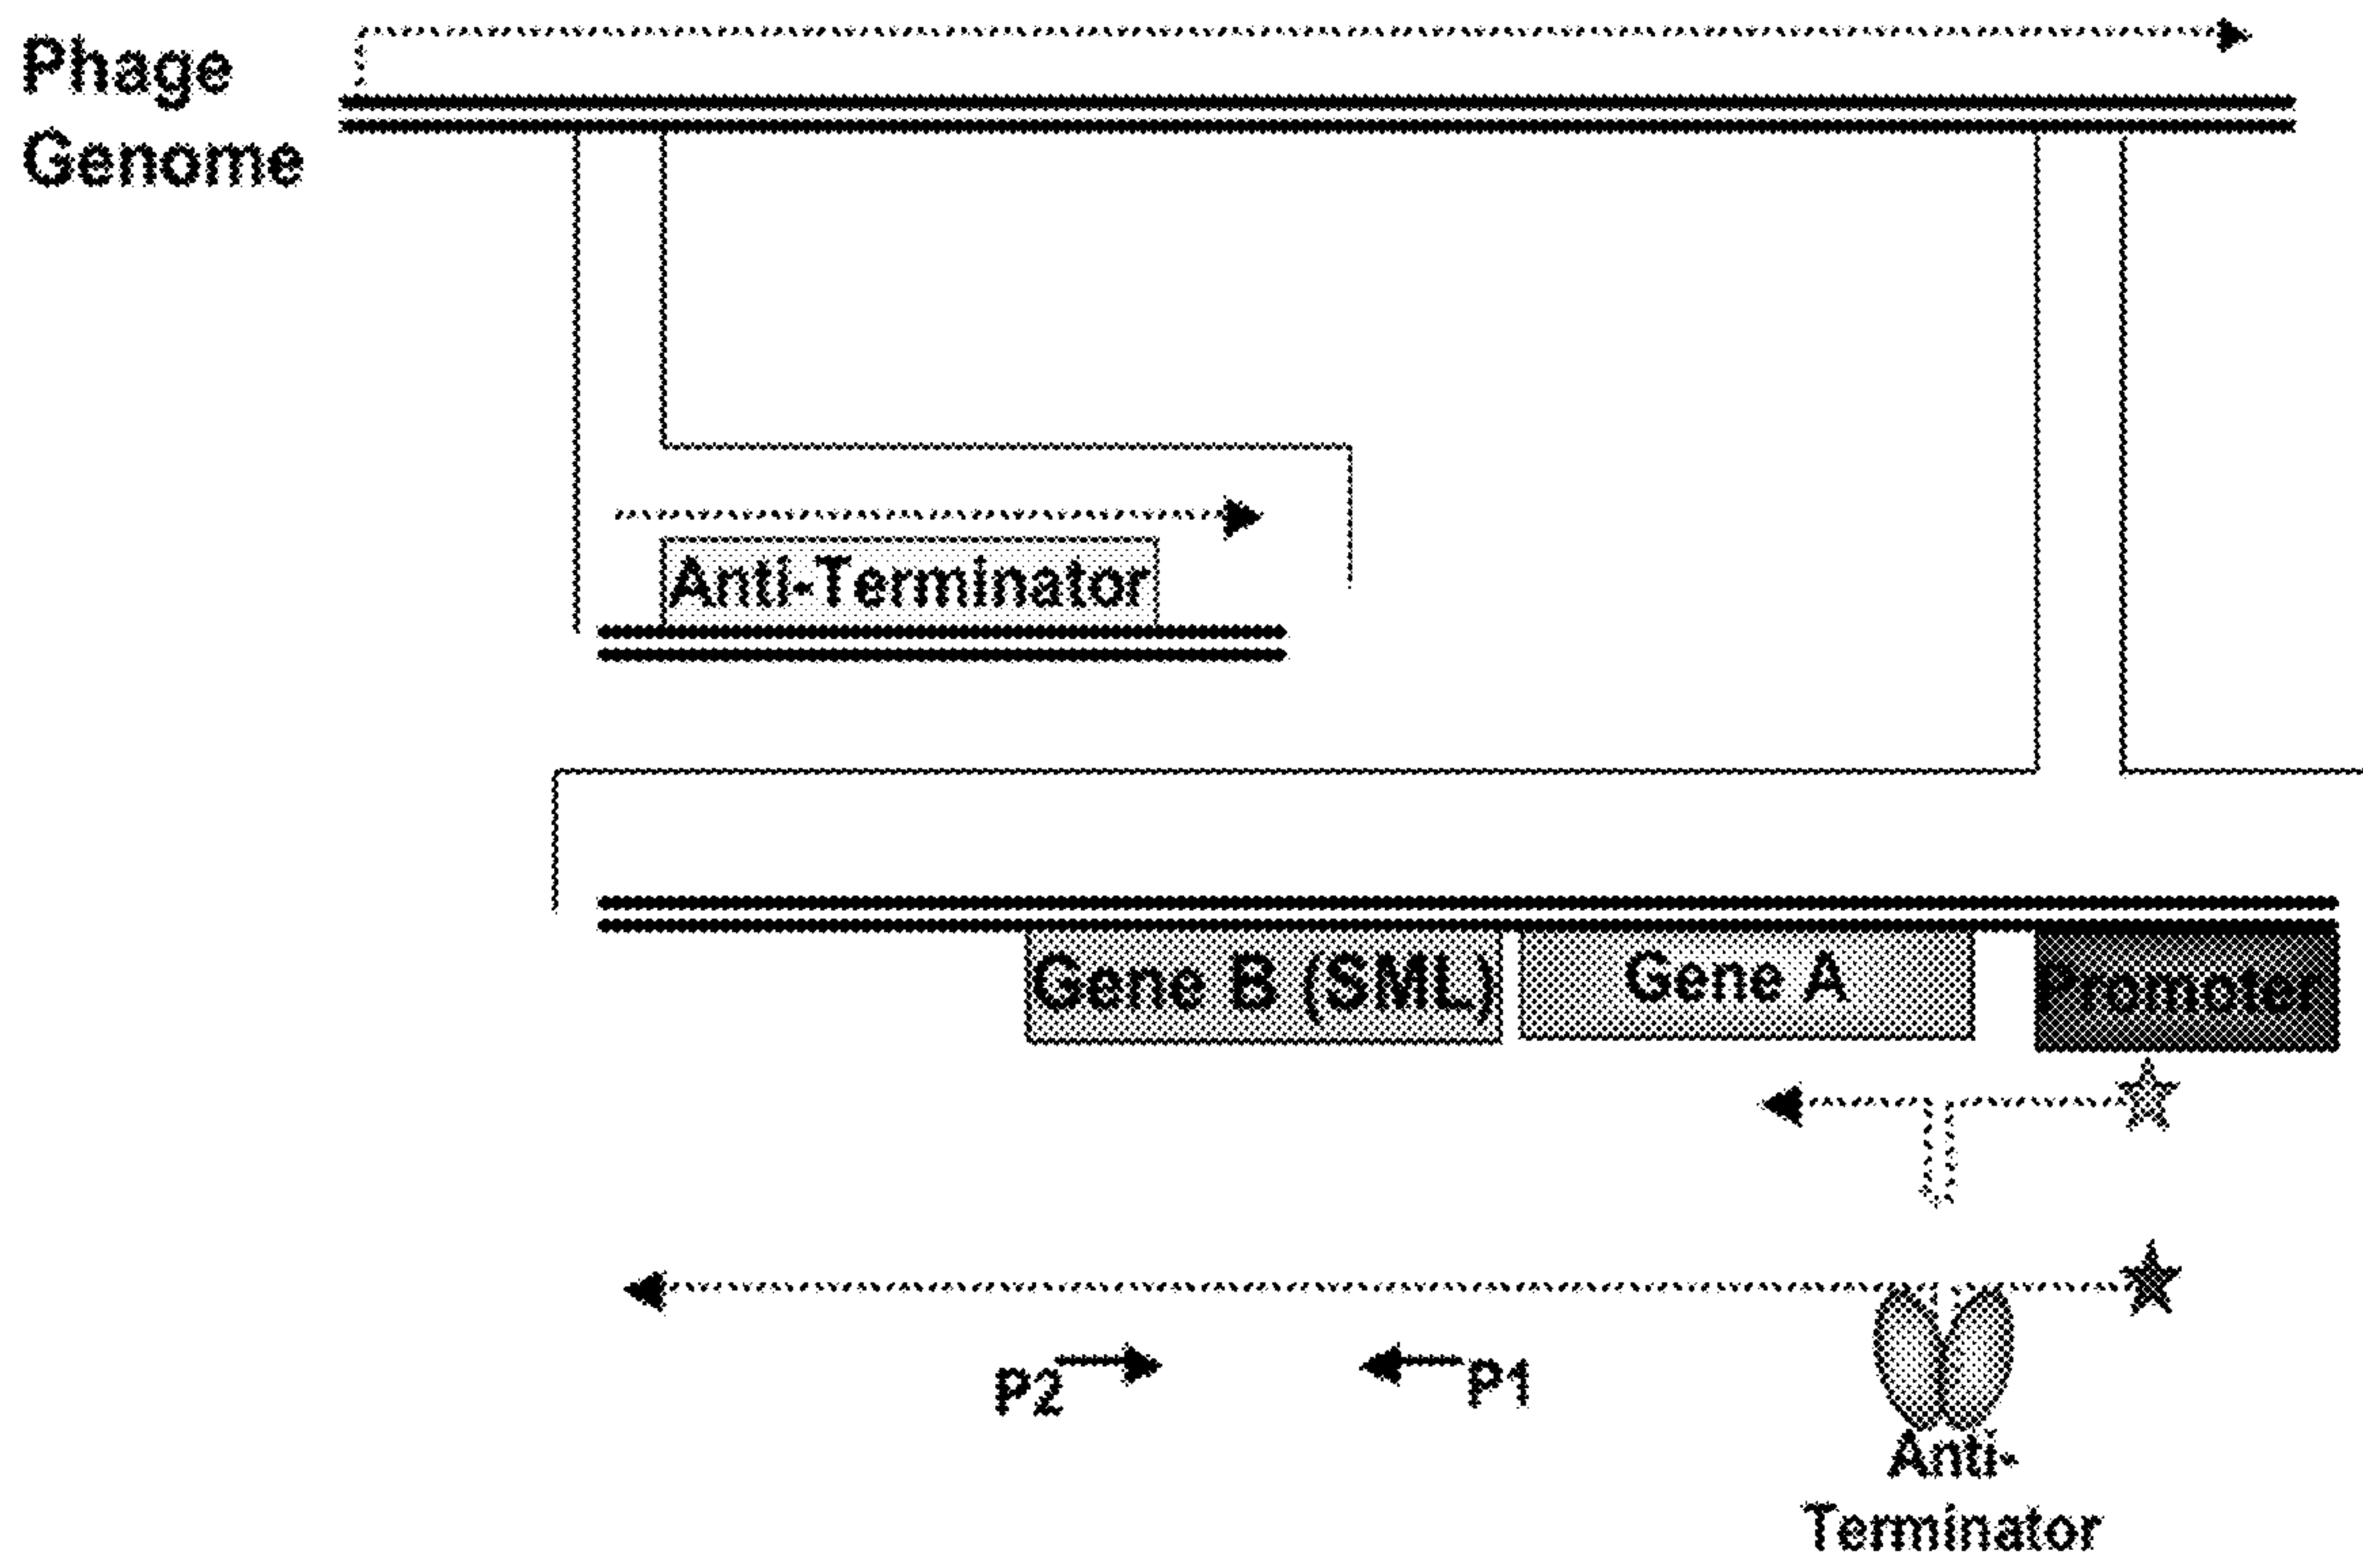 Phage
Genome
Anti-Terminator
Gene B (SML)
Gene A
Promoter
P2
P1
Anti-
Terminator